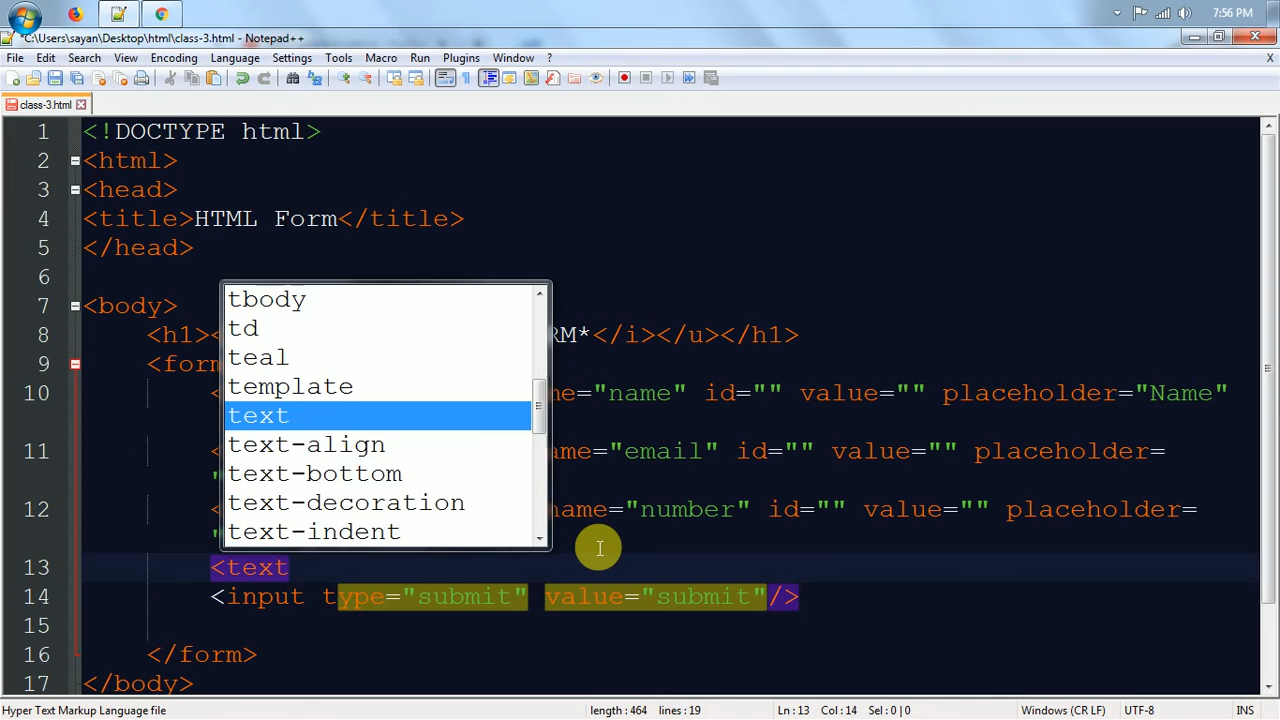 7:56 PM
*C:\Users\sayan\Desktop\html\class-3.html - Notepad++
File Edit Search View Encoding Language Settings Tools Macro Run Plugins Window ? X
class-3.html
1 <!DOCTYPE html>
2 <html>
3 <head>
4 <title>HTML Form</title>
5 </head>
6
7 <body>
8 <h1>< RM*</i></u></h1>
9 <form
10 < me="name" id="" value="" placeholder="Name"
11 < me="email" id="" value="" placeholder=
"
12 < name="number" id="" value="" placeholder=
"
tbody
td
teal
template
text
text-align
text-bottom
text-decoration
text-indent
13 <text
14 <input type="submit" value="submit"/>
15
16 </form>
17 </body>
Hyper Text Markup Language file length : 464 lines : 19 Ln : 13 Col : 14 Sel : 0 | 0 Windows (CR LF) UTF-8 INS